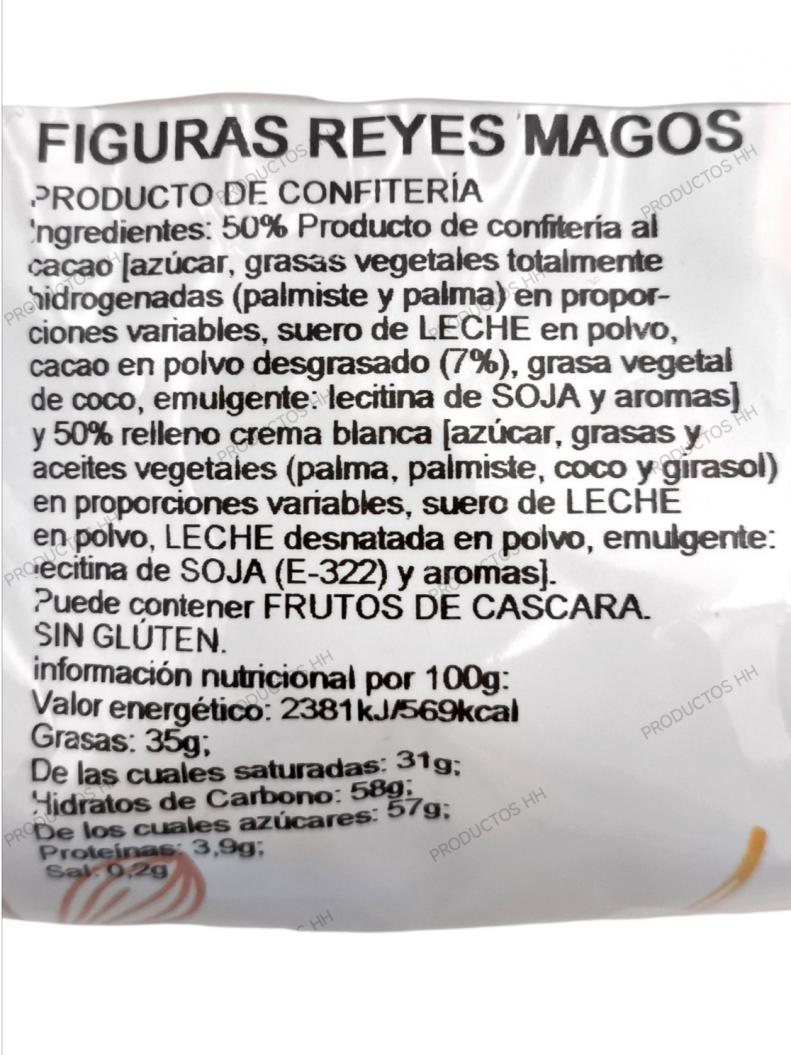 FIGURAS REYES MAGOS
PRODUCTO DE CONFITERÍA
Ingredientes: 50% Producto de confitería al
cacao [azúcar, grasas vegetales totalmente
hidrogenadas (palmiste y palma) en propor-
ciones variables, suero de LECHE en polvo,
cacao en polvo desgrasado (7%), grasa vegetal
de coco, emulgente: lecitina de SOJA y aromas]
y 50% relleno crema blanca [azúcar, grasas y
aceites vegetales (palma, palmiste, coco y girasol)
en proporciones variables, suero de LECHE
en polvo, LECHE desnatada en polvo, emulgente:
lecitina de SOJA (E-322) y aromas].
Puede contener FRUTOS DE CASCARA.
SIN GLÚTEN.
información nutricional por 100g:
Valor energético: 2381kJ/569kcal
Grasas: 35g;
De las cuales saturadas: 31g;
Hidratos de Carbono: 58g;
De los cuales azúcares: 57g;
Proteínas: 3,9g;
Sal: 0,2g
PRODUCTOS HH